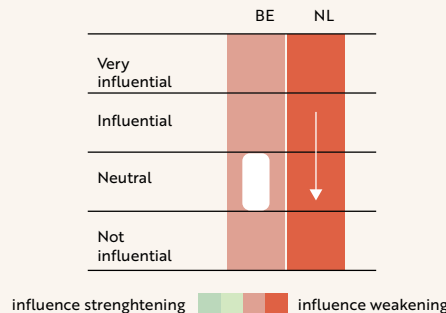 BE NL
Very
influential
Influential
Neutral
Not
influential
influence strenghtening influence weakening